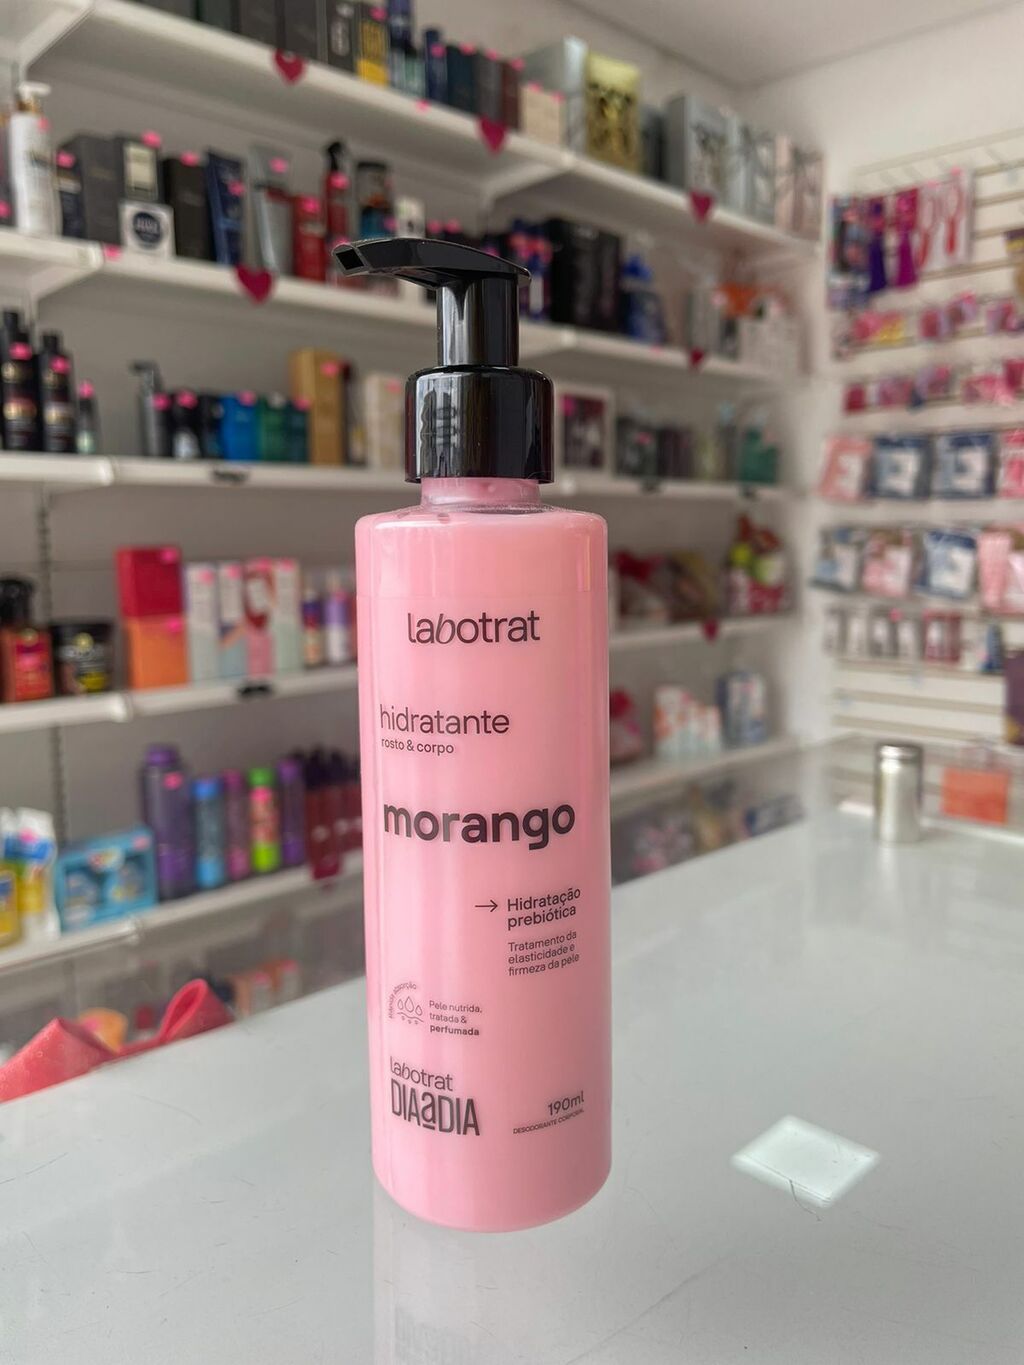 labotrat
hidratante
rosto & corpo
morango
→ Hidratação
prebiótica
Tratamento da
elasticidade e
firmeza da pele
absorção
Pele nutrida,
tratada &
perfumada
labotrat
DIAaDIA
190ml
DESODORANTE CORPORAL